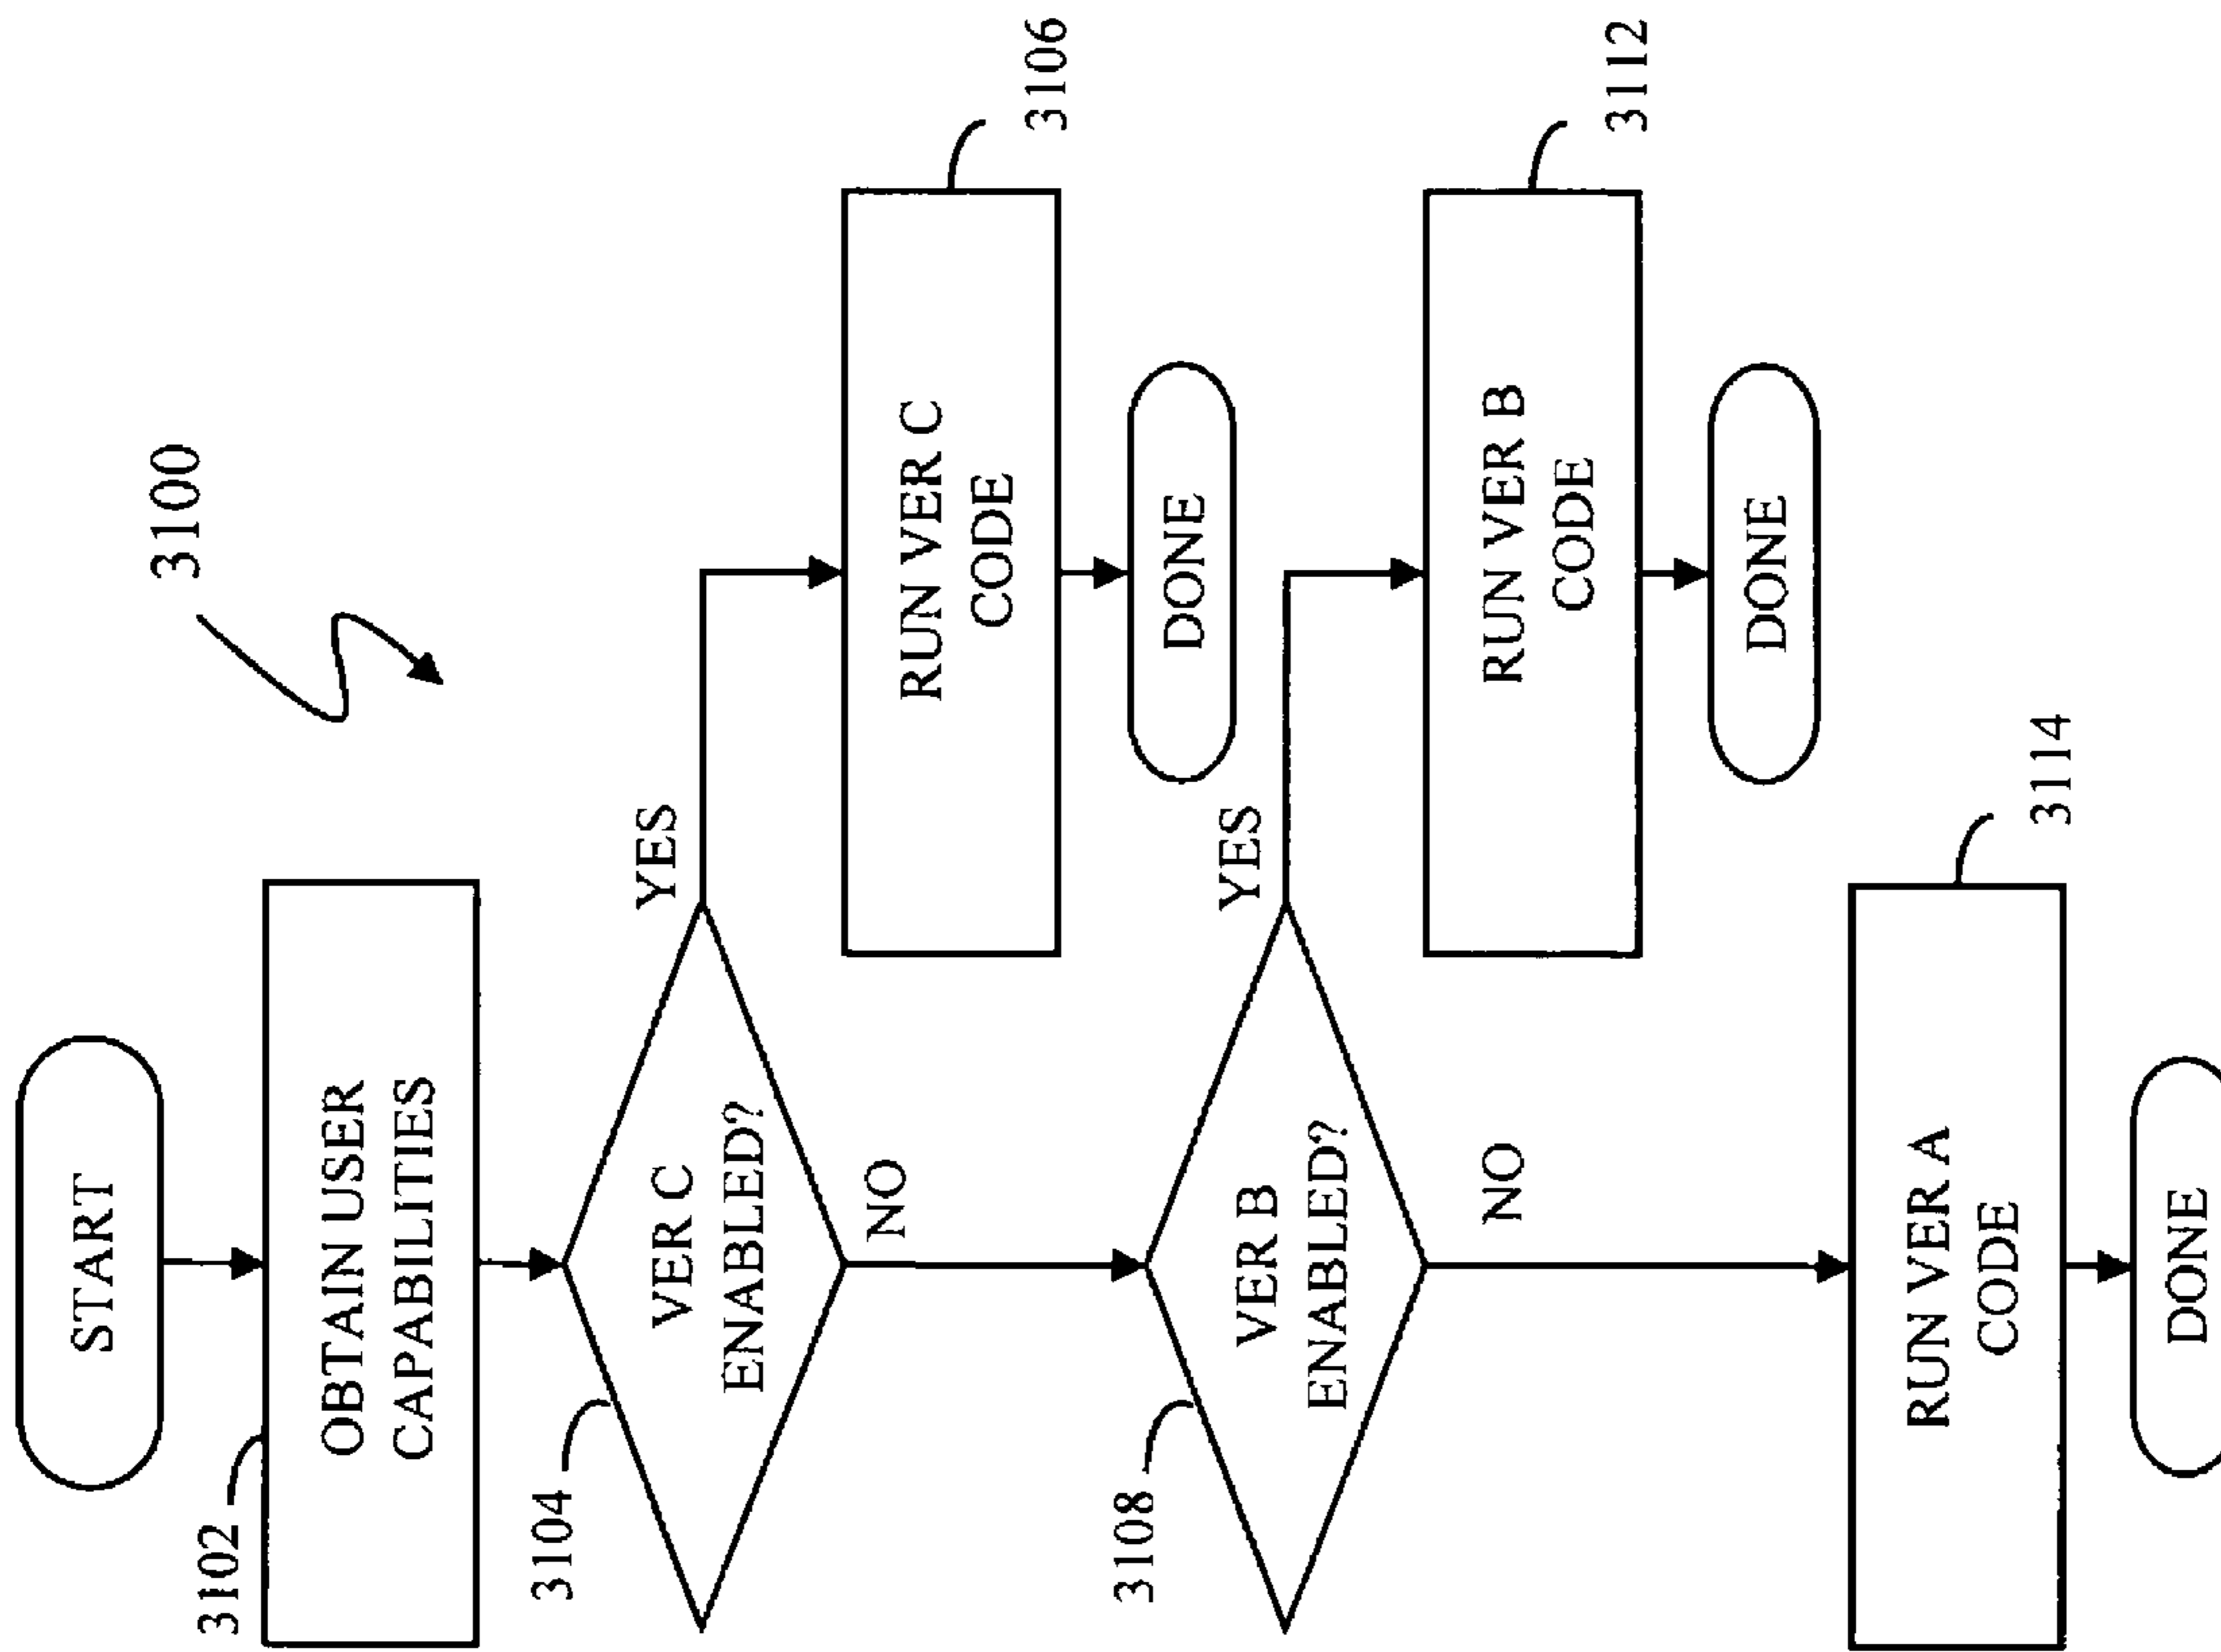 3100
START
3102
OBTAIN USER
CAPABILITIES
3104
VER C
ENABLED?
YES
NO
RUN VER C
CODE
3106
DONE
3108
VER B
ENABLED?
YES
NO
RUN VER B
CODE
3112
DONE
RUN VER A
CODE
3114
DONE